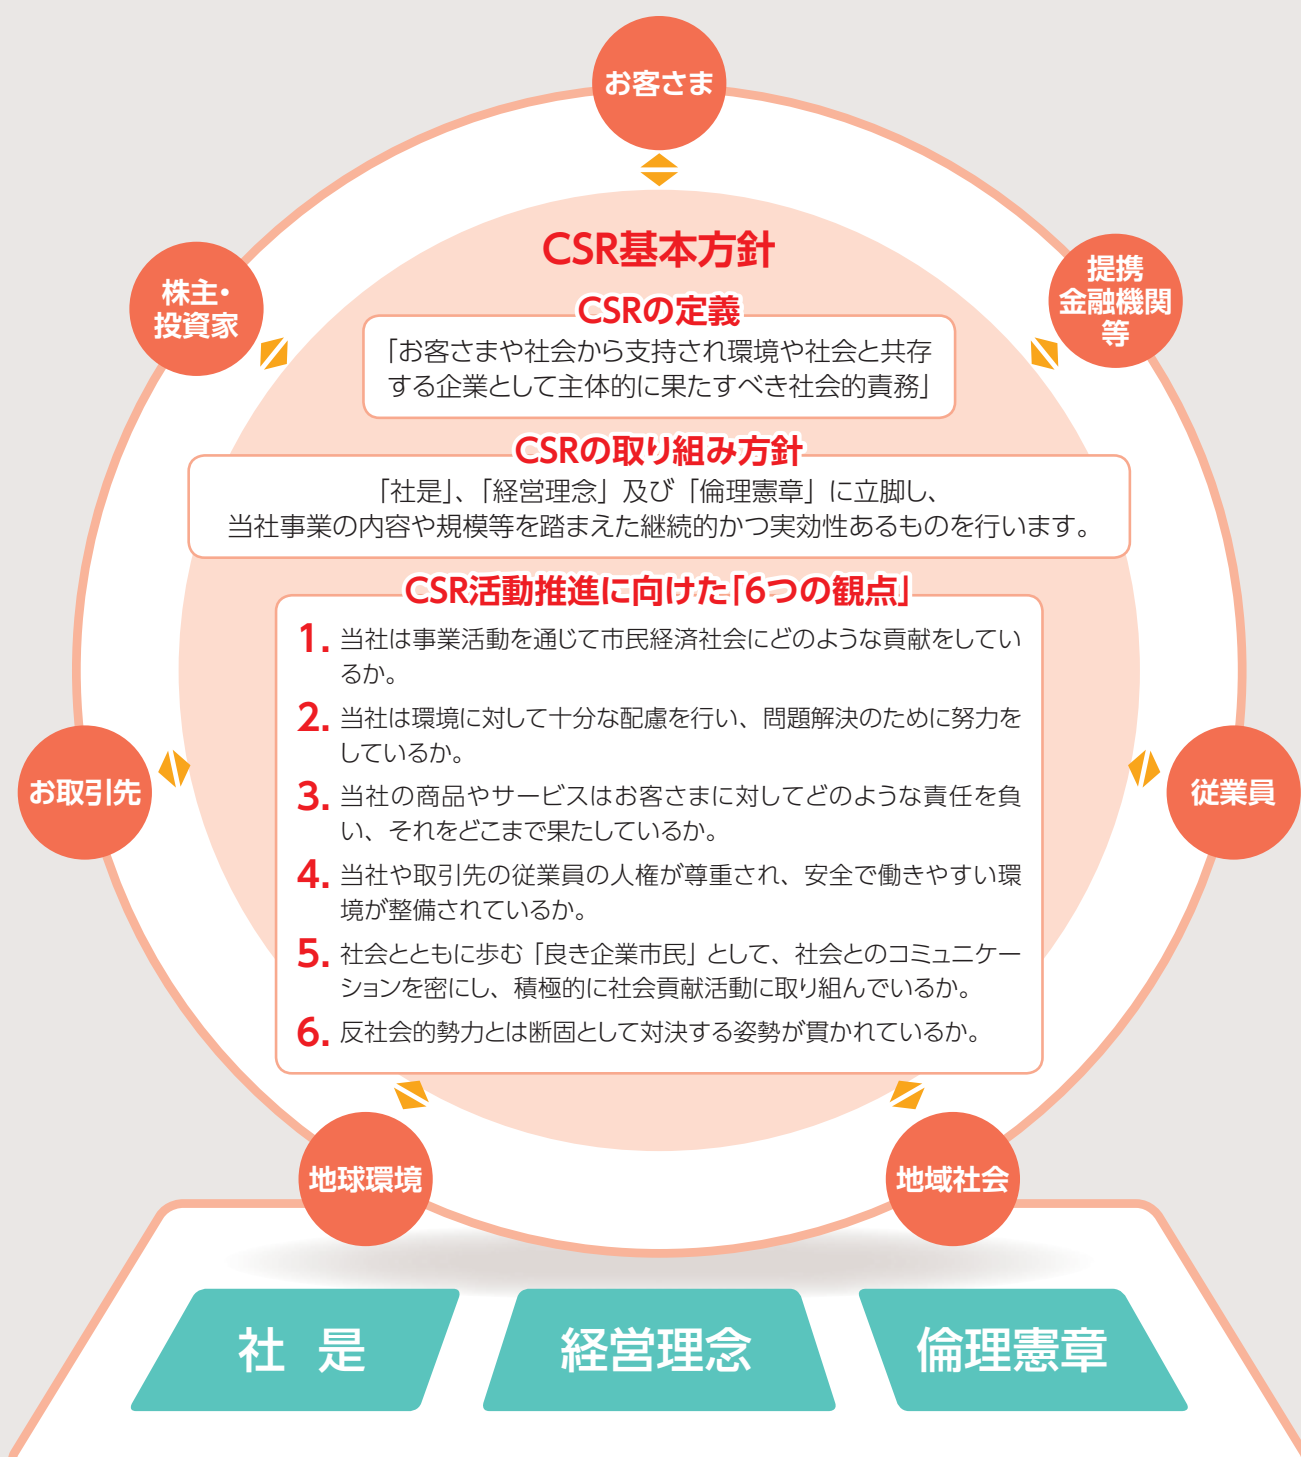 お客さま
株主・
投資家
提携
金融機関
等
CSR基本方針
CSRの定義
「お客さまや社会から支持され環境や社会と共存
する企業として主体的に果たすべき社会的責務」
CSRの取り組み方針
「社是」、「経営理念」及び「倫理憲章」に立脚し、
当社事業の内容や規模等を踏まえた継続的かつ実効性あるものを行います。
CSR活動推進に向けた「6つの観点」
1. 当社は事業活動を通じて市民経済社会にどのような貢献をしてい
るか。
2. 当社は環境に対して十分な配慮を行い、問題解決のために努力を
しているか。
3. 当社の商品やサービスはお客さまに対してどのような責任を負
い、それをどこまで果たしているか。
4. 当社や取引先の従業員の人権が尊重され、安全で働きやすい環
境が整備されているか。
5. 社会とともに歩む「良き企業市民」として、社会とのコミュニケー
ションを密にし、積極的に社会貢献活動に取り組んでいるか。
6. 反社会的勢力とは断固として対決する姿勢が貫かれているか。
お取引先
従業員
地球環境
地域社会
社 是
経営理念
倫理憲章